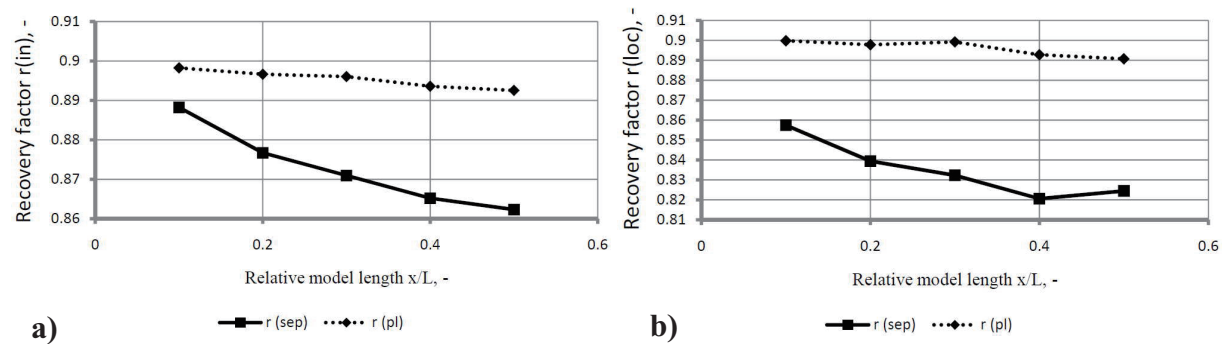 Recovery factor r(in), -
0.91
0.9
0.89
0.88
0.87
0.86
0
0.2
0.4
0.6
Relative model length x/L, -
a)
r (sep)
r (pl)
Recovery factor r(loc), -
0.91
0.9
0.89
0.88
0.87
0.86
0.85
0.84
0.83
0.82
0.81
0
0.2
0.4
0.6
Relative model length x/L, -
b)
r (sep)
r (pl)